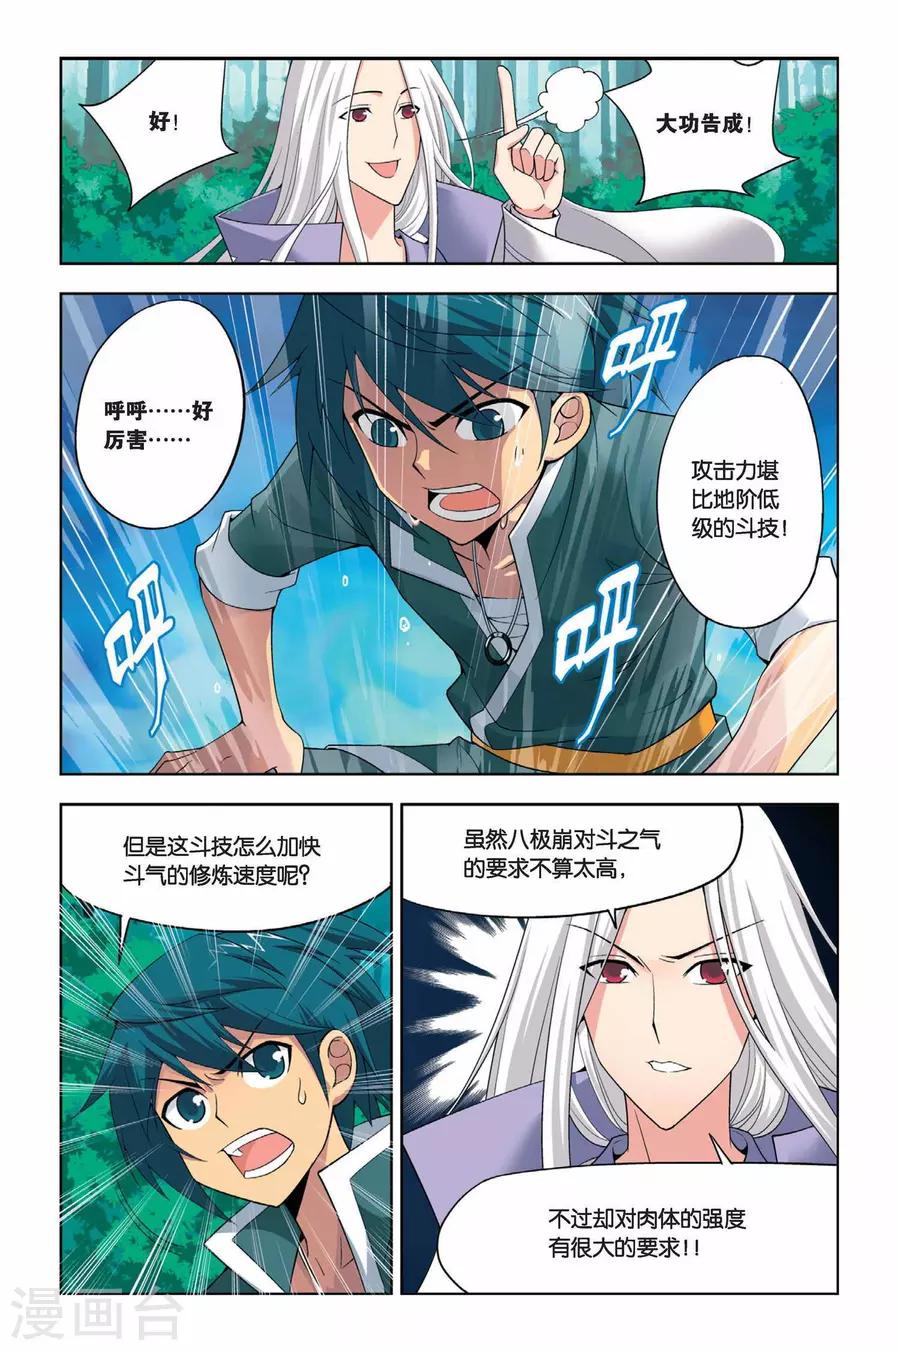 好！
大功告成！
呼呼……好
厉害……
呼
攻击力堪
比地阶低
级的斗技！
呼
呼
但是这斗技怎么加快
斗气的修炼速度呢？
虽然八极崩对斗之气
的要求不算太高，
不过却对肉体的强度
有很大的要求！！
漫画台